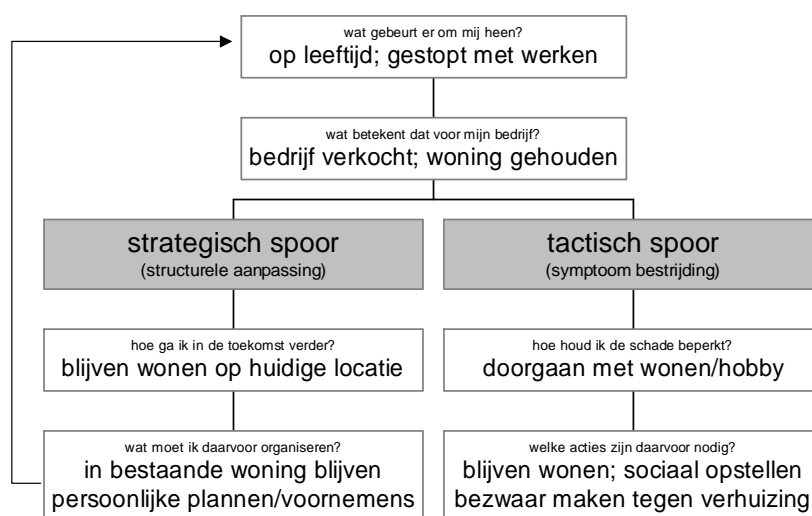 wat gebeurt er om mij heen?
op leeftijd; gestopt met werken
wat betekent dat voor mijn bedrijf?
bedrijf verkocht; woning gehouden
strategisch spoor
(structurele aanpassing)
tactisch spoor
(symptoom bestrijding)
hoe ga ik in de toekomst verder?
blijven wonen op huidige locatie
hoe houd ik de schade beperkt?
doorgaan met wonen/hobby
wat moet ik daarvoor organiseren?
in bestaande woning blijven
persoonlijke plannen/voornemens
welke acties zijn daarvoor nodig?
blijven wonen; sociaal opstellen
bezwaar maken tegen verhuizing